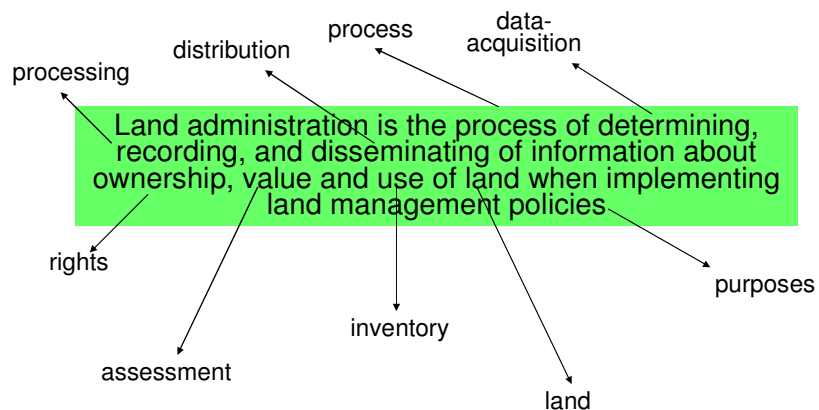 process
data-
acquisition
distribution
processing
Land administration is the process of determining,
recording, and disseminating of information about
ownership, value and use of land when implementing
land management policies
rights
purposes
inventory
assessment
land